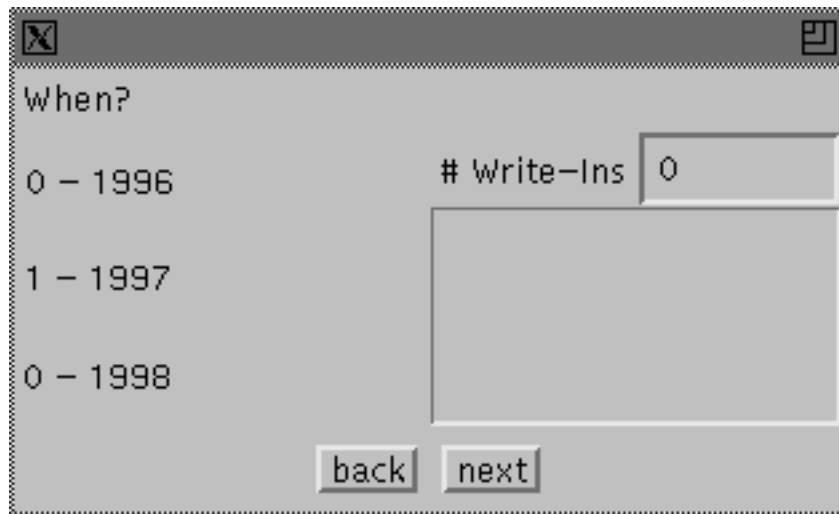 When?
# Write-Ins 0
0 - 1996
1 - 1997
0 - 1998
back next